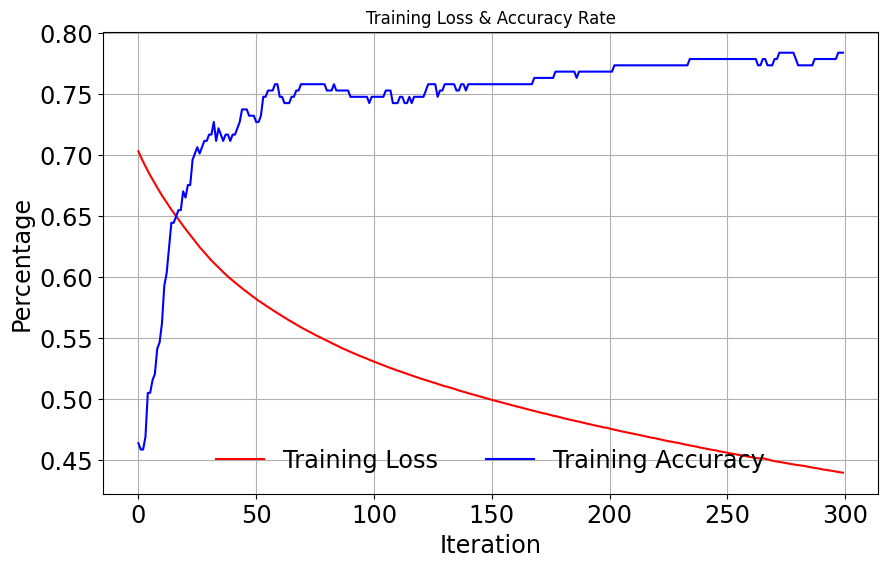 Training Loss & Accuracy Rate
0.80
0.75
0.70
0.65
0.60
0.55
0.50
0.45
Percentage
Training Loss Training Accuracy
0 50 100 150 200 250 300
Iteration